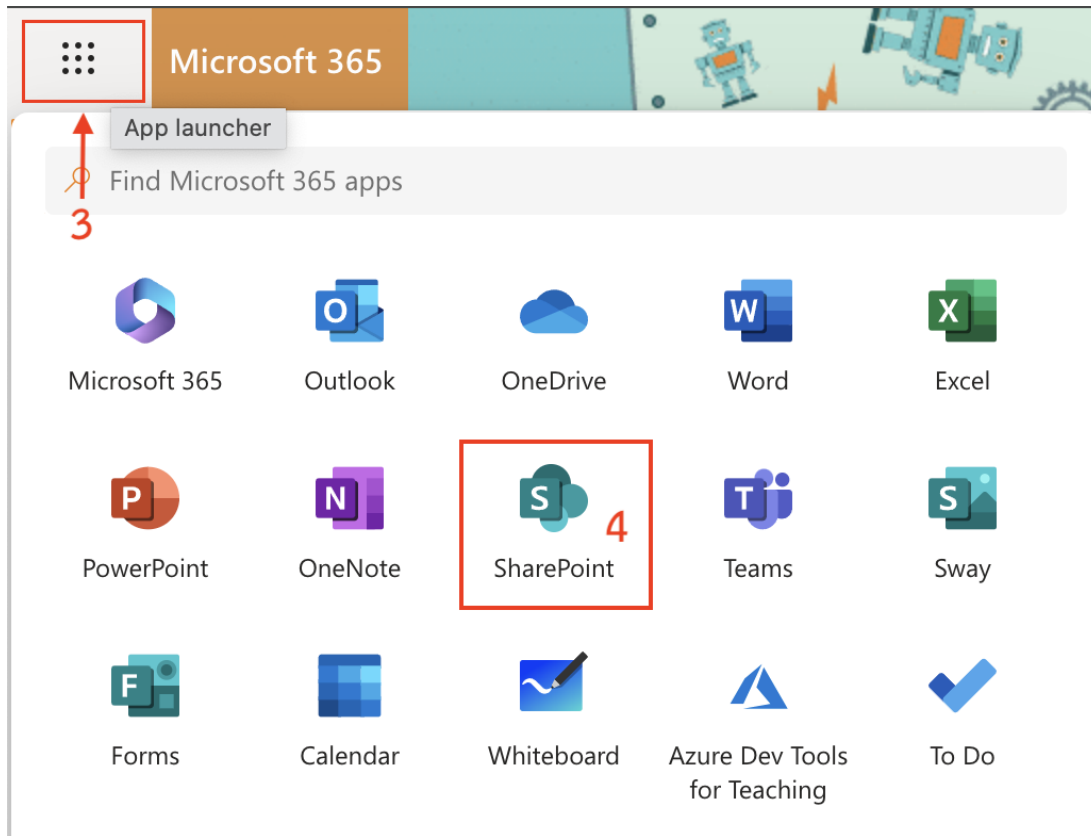 Microsoft 365
App launcher
Find Microsoft 365 apps
3
O
W
X
Microsoft 365
Outlook
OneDrive
Word
Excel
P
N
S
4
T
S
PowerPoint
OneNote
SharePoint
Teams
Sway
F
Forms
Calendar
Whiteboard
Azure Dev Tools
for Teaching
To Do